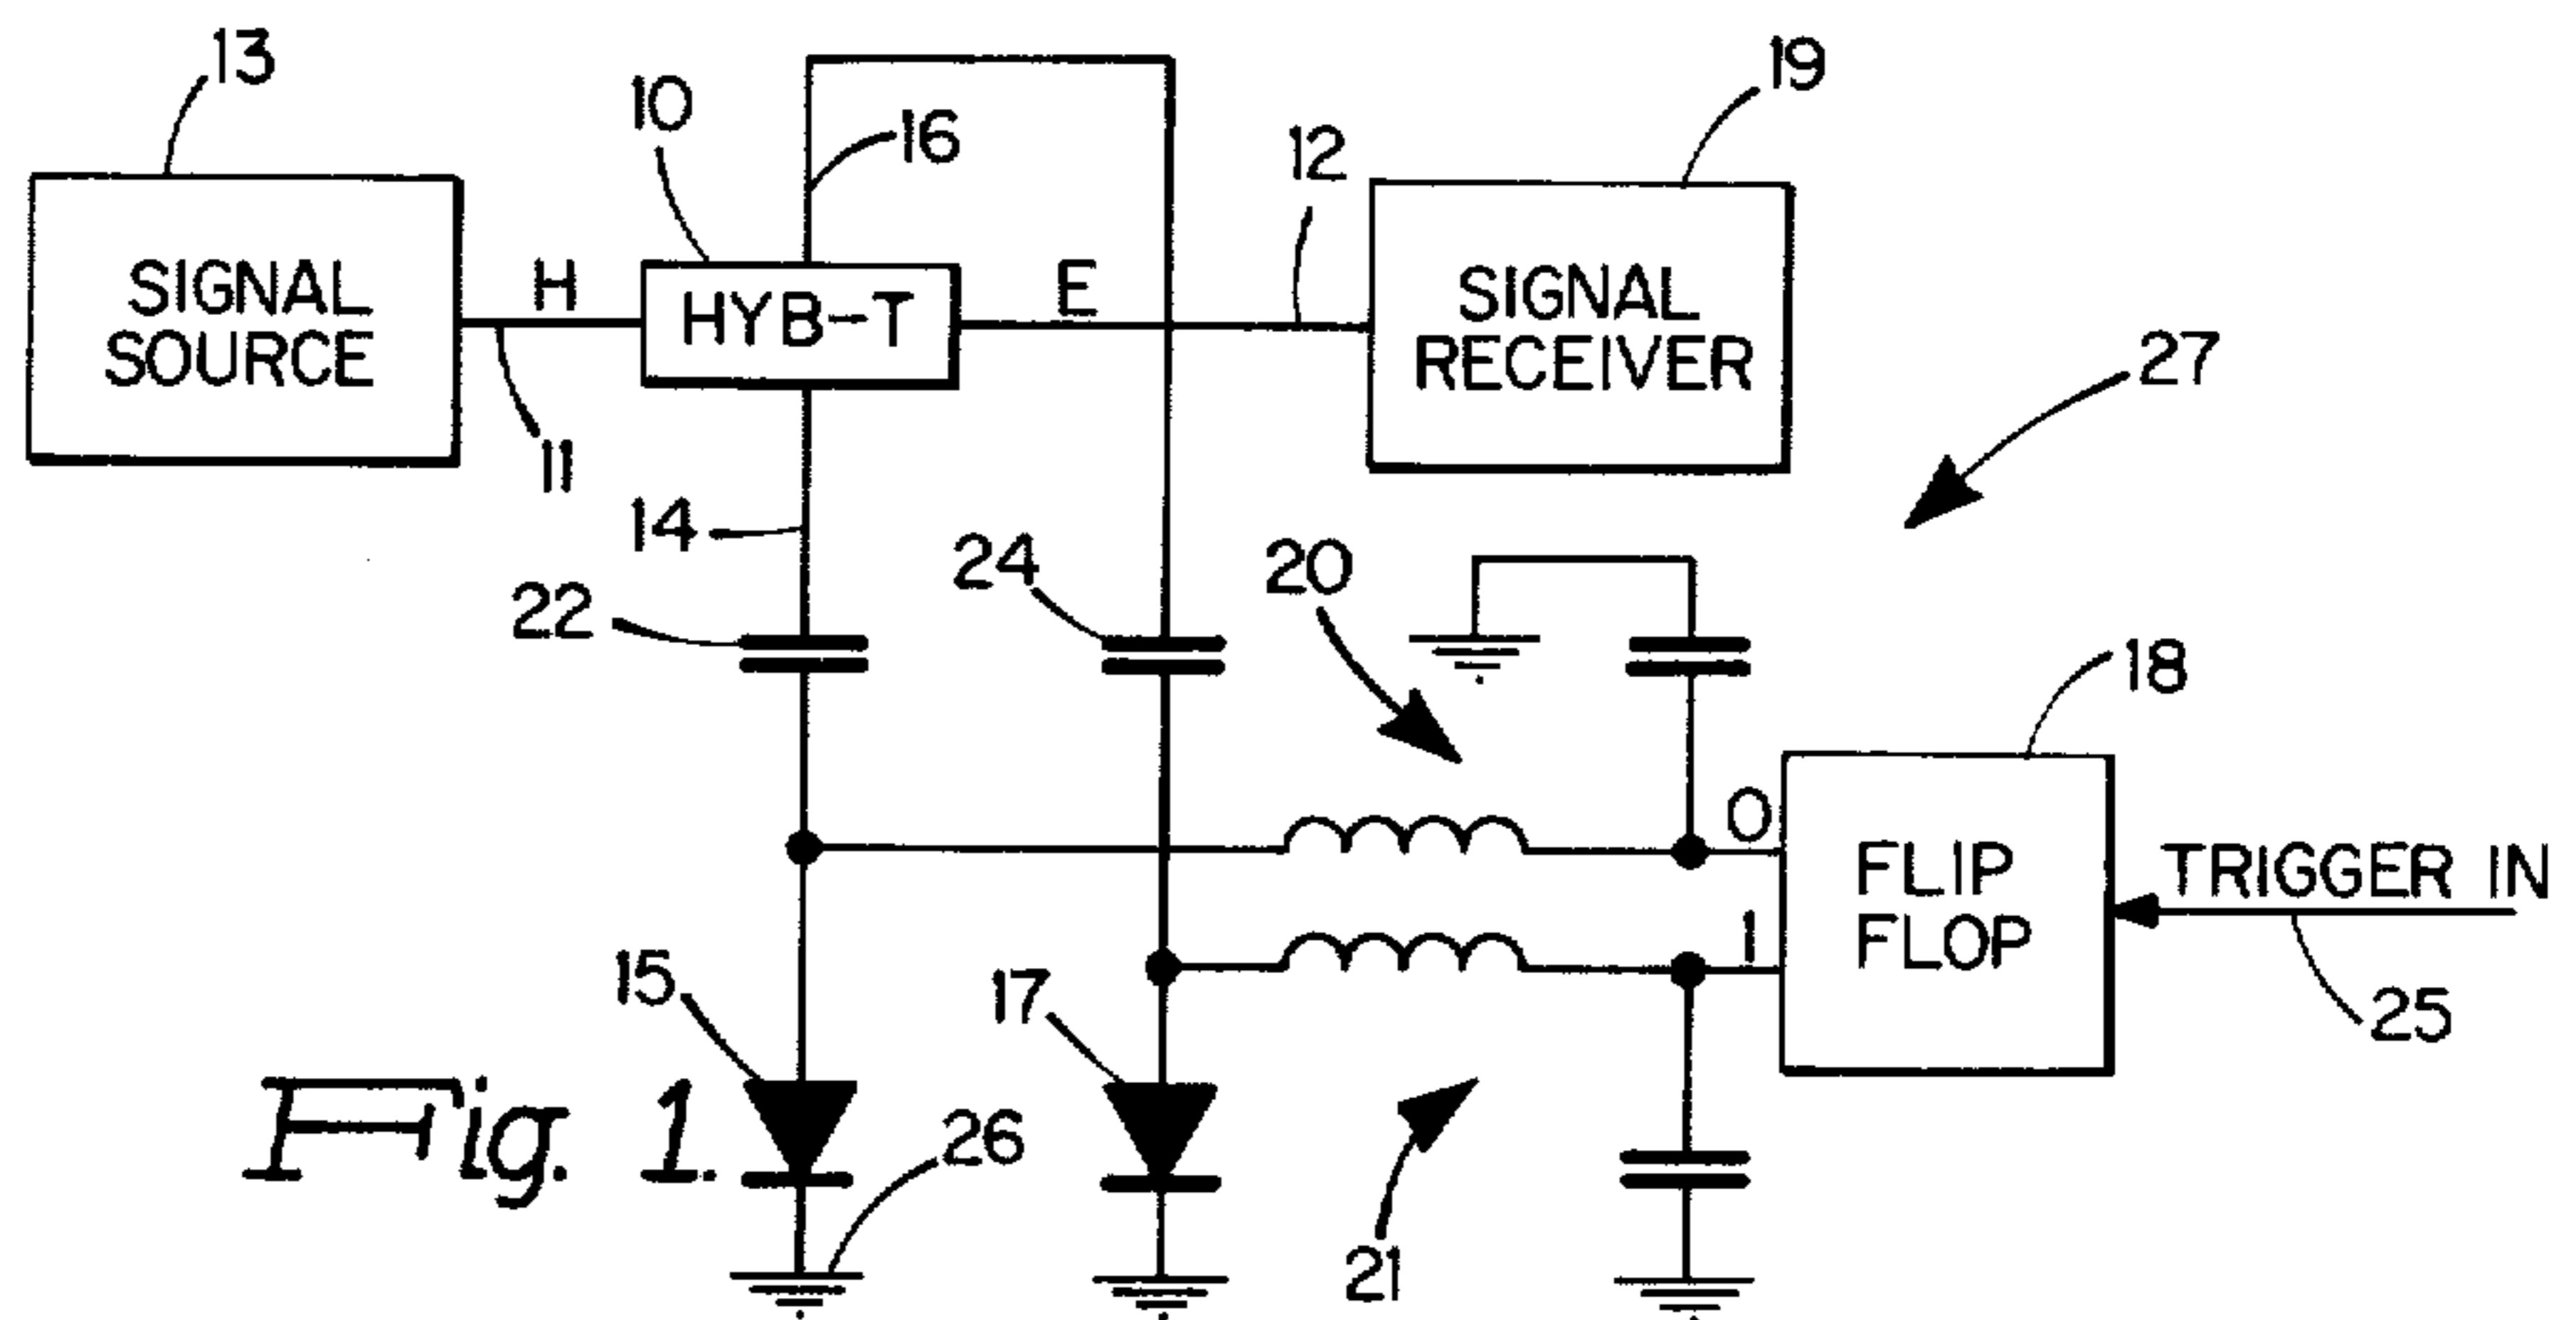 13
10
16
12
19
SIGNAL
SOURCE
H
HYB-T
E
SIGNAL
RECEIVER
27
11
14
22
24
20
18
0
1
FLIP
FLOP
TRIGGER IN
15
17
25
26
21
Fig. 1.